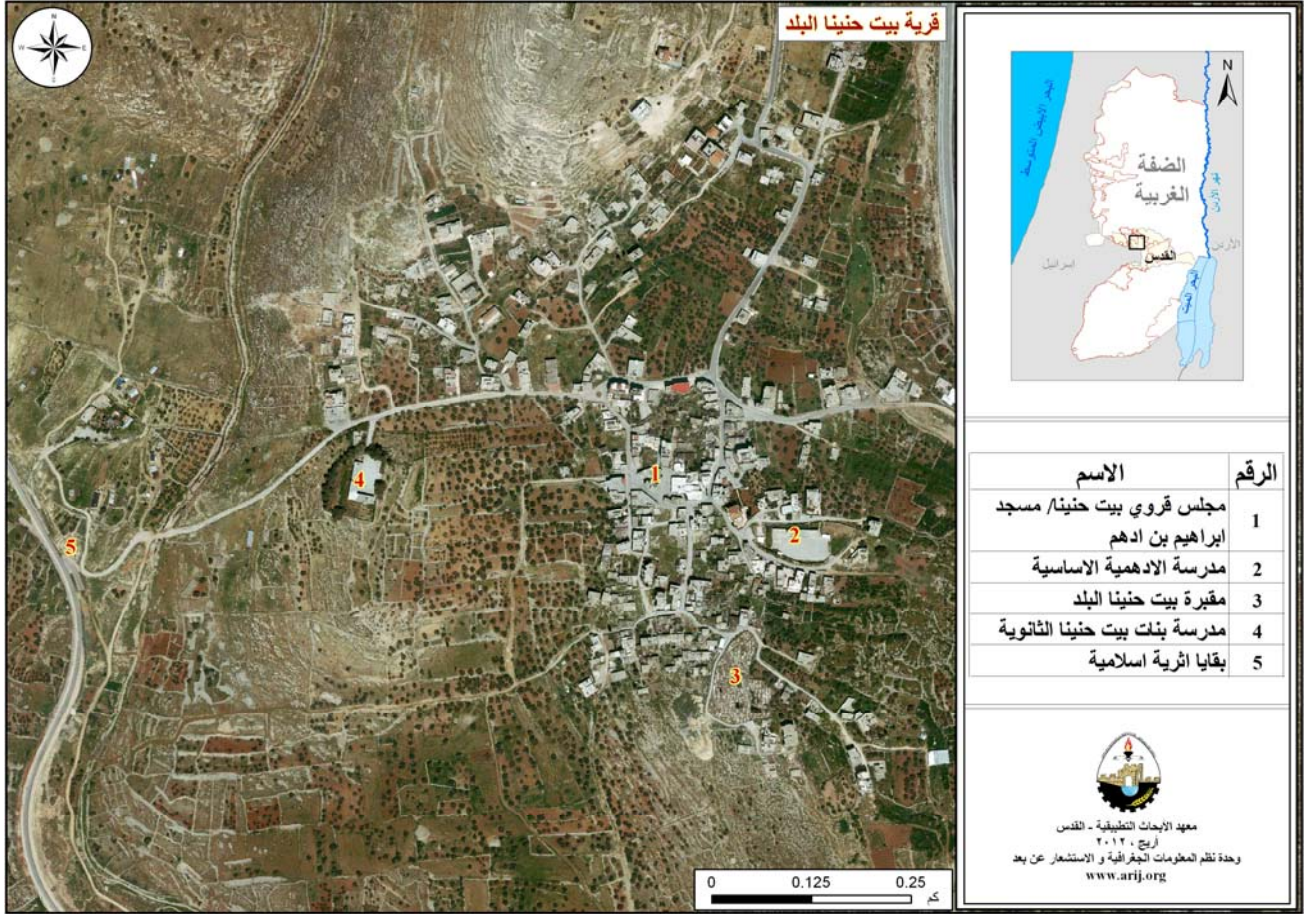 قرية بيت حنينا البلد
N
E
S
W
1
2
3
4
5
0 0.125 0.25
كم
N
البحر الابيض المتوسط
الضفة
الغربية
نهر الاردن
الأردن
القدس
اسرائيل
البحر الميت
الرقم الاسم
1 مجلس قروي بيت حنينا/ مسجد
ابراهيم بن ادهم
2 مدرسة الادهمية الاساسية
3 مقبرة بيت حنينا البلد
4 مدرسة بنات بيت حنينا الثانوية
5 بقايا اثرية اسلامية
معهد الأبحاث التطبيقية - القدس
أريج ، ٢٠١٢
وحدة نظم المعلومات الجغرافية و الاستشعار عن بعد
www.arij.org